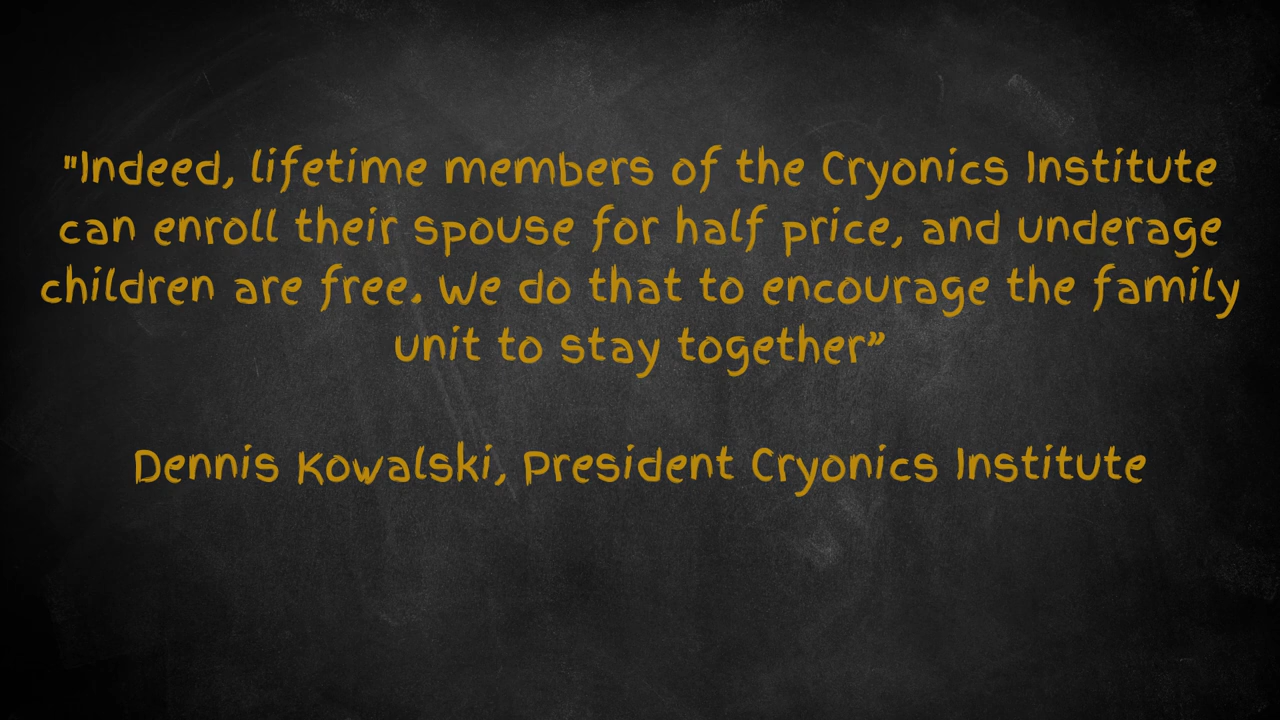 "Indeed, lifetime members of the Cryonics Institute
can enroll their spouse for half price, and underage
children are free. We do that to encourage the family
unit to stay together”
Dennis Kowalski, President Cryonics Institute